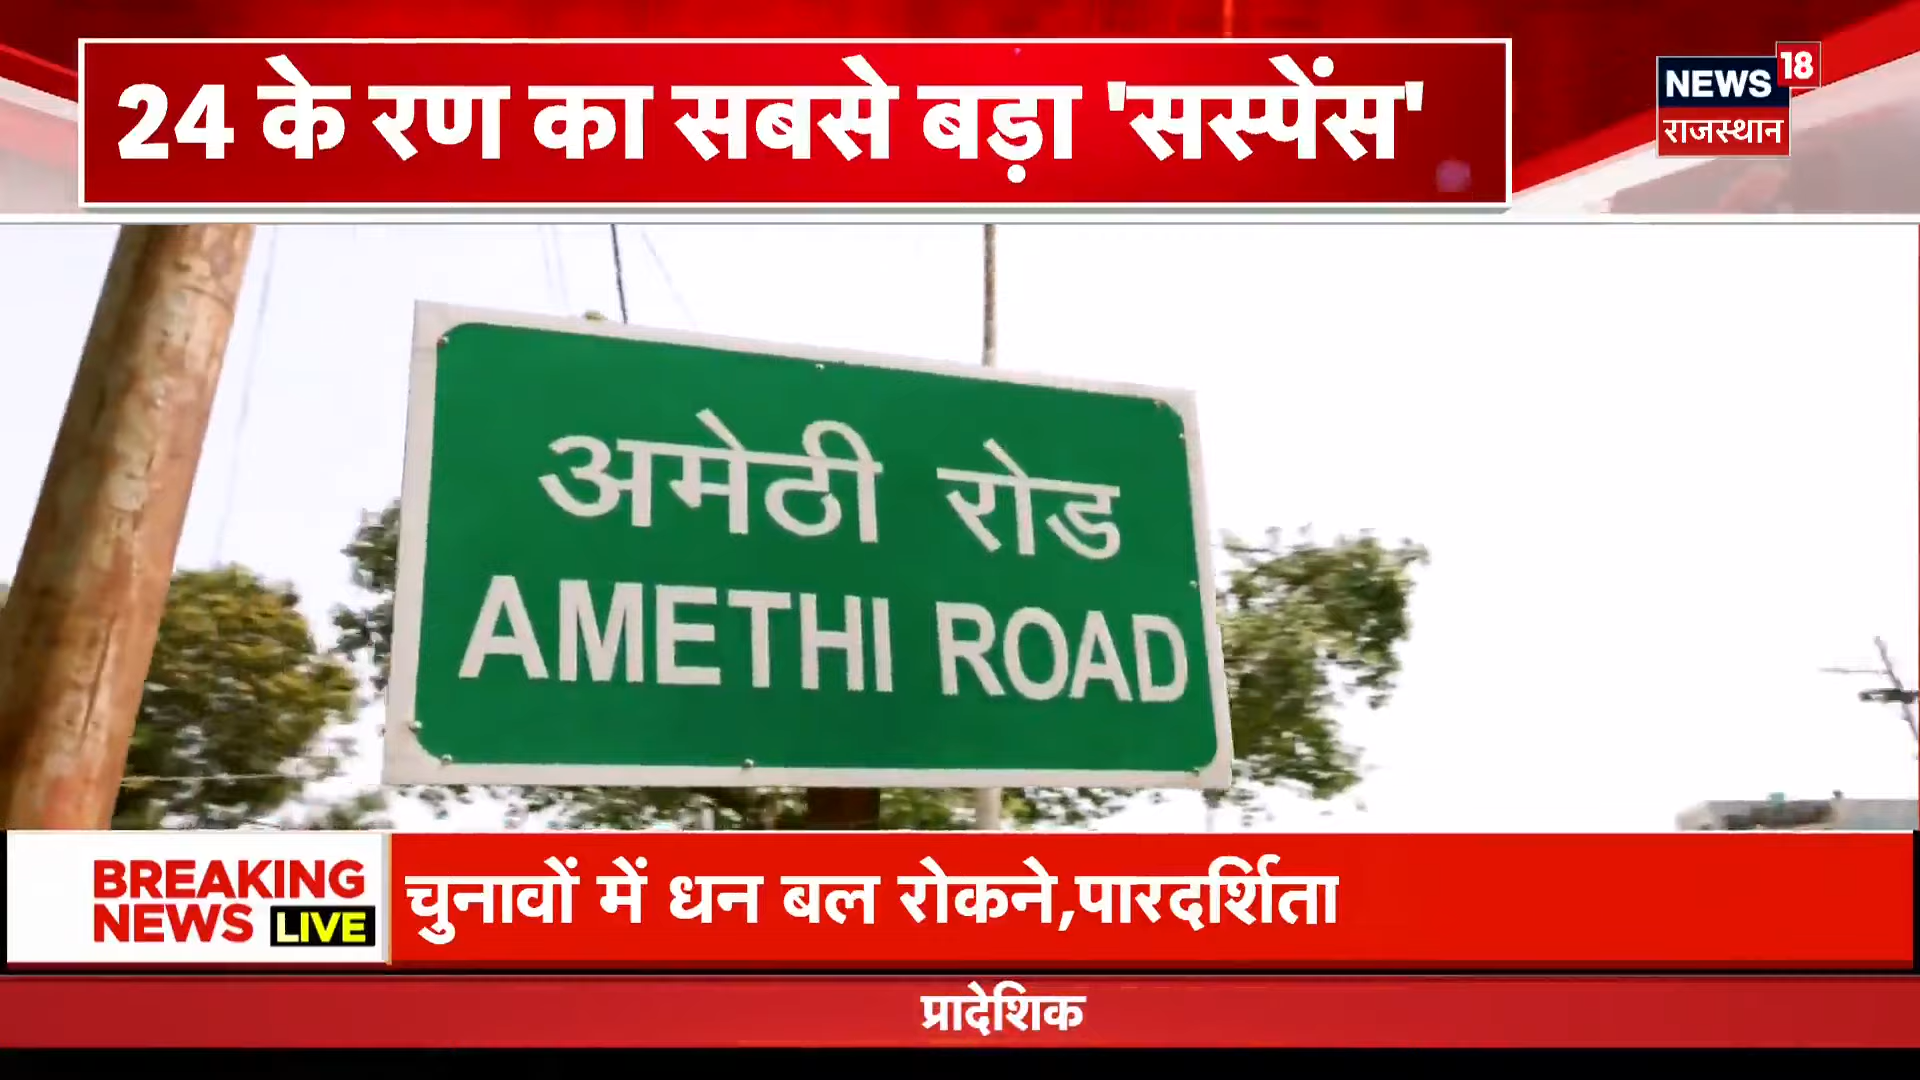 24 के रण का सबसे बड़ा 'सस्पेंस'
NEWS 18
राजस्थान
अमेठी रोड
AMETHI ROAD
BREAKING
NEWS LIVE
चुनावों में धन बल रोकने,पारदर्शिता
प्रादेशिक